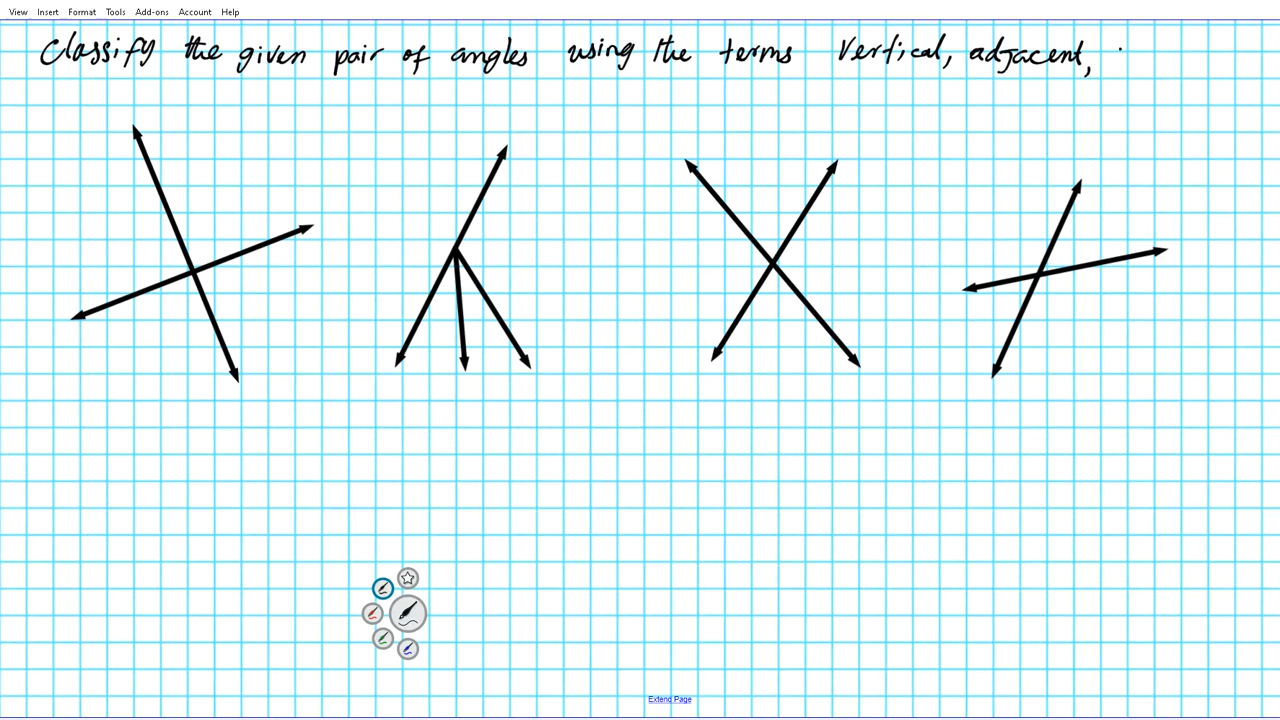 View Insert Format Tools Add-ons Account Help
Classify the given pair of angles using the terms Vertical, adjacent,
Extend Page